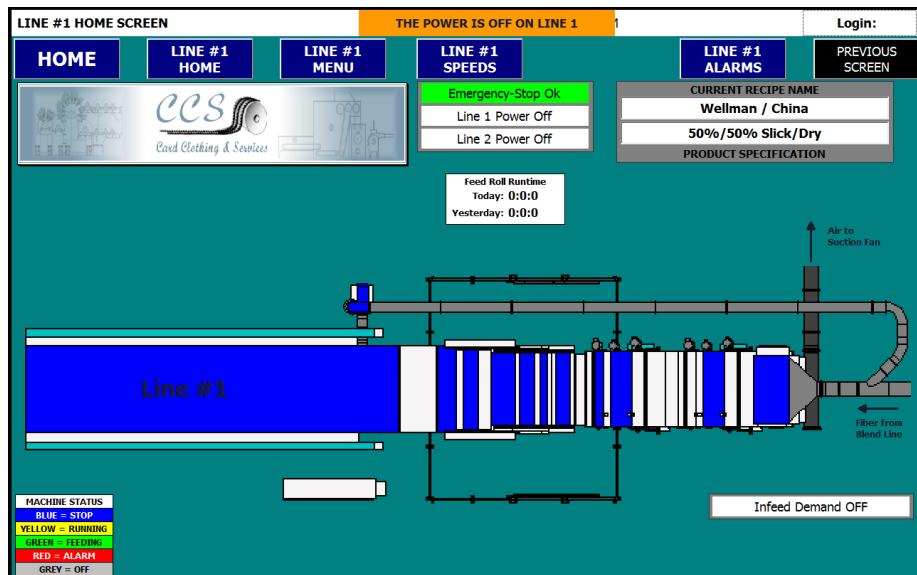 LINE #1 HOME SCREEN
THE POWER IS OFF ON LINE 1
Login:
HOME
LINE #1
HOME
LINE #1
MENU
LINE #1
SPEEDS
LINE #1
ALARMS
PREVIOUS
SCREEN
CCS
Card Clothing & Services
Emergency-Stop Ok
Line 1 Power Off
Line 2 Power Off
CURRENT RECIPE NAME
Wellman / China
50%/50% Slick/Dry
PRODUCT SPECIFICATION
Feed Roll Runtime
Today: 0:0:0
Yesterday: 0:0:0
Air to
Suction Fan
Line #1
Fiber from
Blend Line
MACHINE STATUS
BLUE = STOP
YELLOW = RUNNING
GREEN = FEEDING
RED = ALARM
GREY = OFF
Infeed Demand OFF